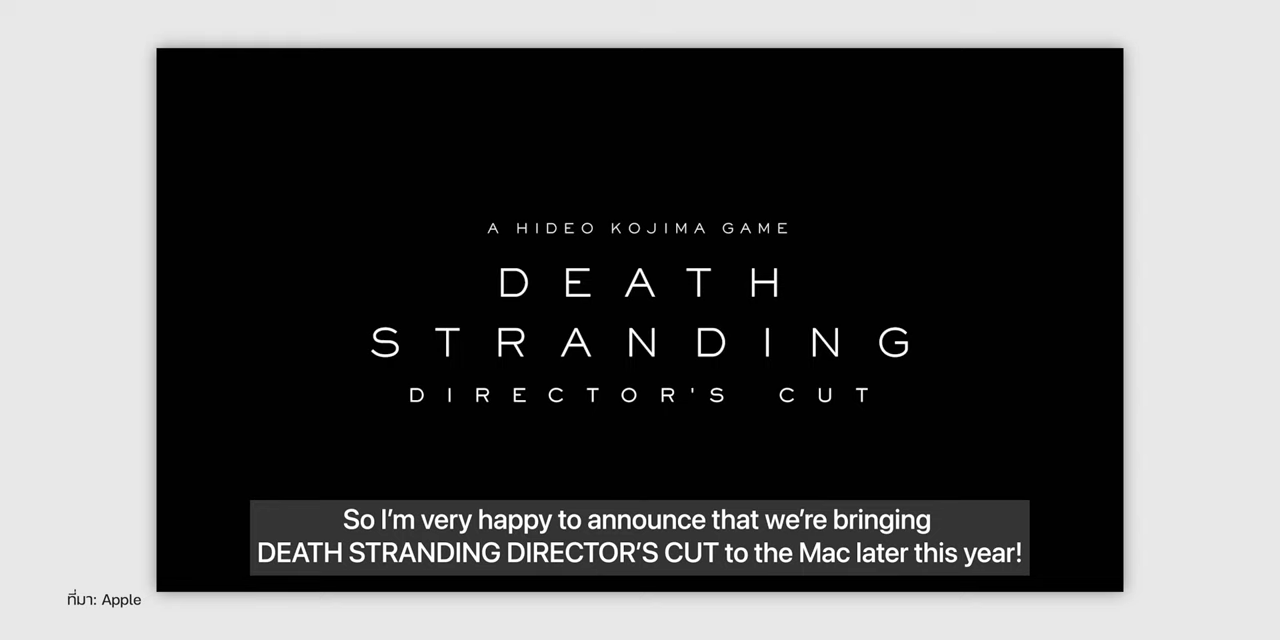 A HIDEO KOJIMA GAME
DEATH
STRANDING
DIRECTOR'S CUT
So I’m very happy to announce that we’re bringing
DEATH STRANDING DIRECTOR’S CUT to the Mac later this year!
ที่มา: Apple